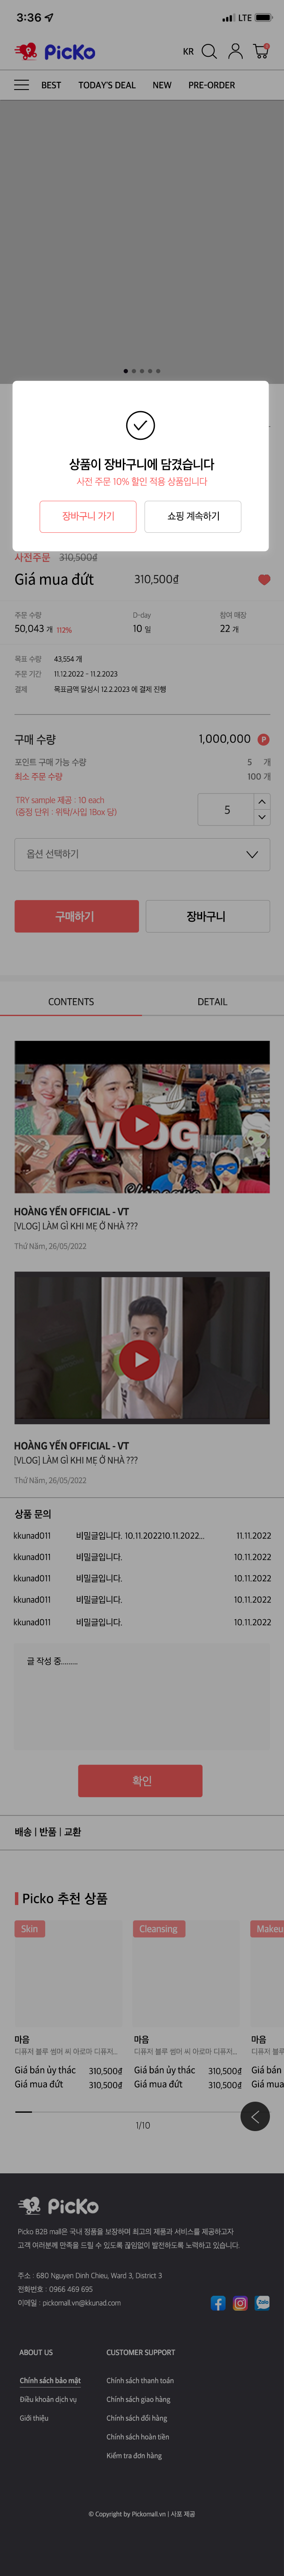 3:36
LTE
PicKo
KR
BEST TODAY'S DEAL NEW PRE-ORDER
상품이 장바구니에 담겼습니다
사전 주문 10% 할인 적용 상품입니다
장바구니 가기 쇼핑 계속하기
사전주문 310,500₫
Giá mua đứt 310,500₫
주문 수량 D-day 참여 매장
50,043 개 112% 10 일 22 개
목표 수량 43,554 개
주문 기간 11.12.2022 - 11.2.2023
결제 목표금액 달성시 12.2.2023 에 결제 진행
구매 수량 1,000,000 P
포인트 구매 가능 수량 5 개
최소 주문 수량 100 개
TRY sample 제공 : 10 each
(증정 단위 : 위탁/사입 1Box 당)
5
옵션 선택하기
구매하기 장바구니
CONTENTS DETAIL
VLOG
HOÀNG YẾN OFFICIAL - VT
[VLOG] LÀM GÌ KHI MẸ Ở NHÀ ???
Thứ Năm, 26/05/2022
HOÀNG YẾN OFFICIAL - VT
[VLOG] LÀM GÌ KHI MẸ Ở NHÀ ???
Thứ Năm, 26/05/2022
상품 문의
kkunad011 비밀글입니다. 10.11.202210.11.2022... 11.11.2022
kkunad011 비밀글입니다. 10.11.2022
kkunad011 비밀글입니다. 10.11.2022
kkunad011 비밀글입니다. 10.11.2022
kkunad011 비밀글입니다. 10.11.2022
글 작성 중........
확인
배송 | 반품 | 교환
Picko 추천 상품
Skin Cleansing Makeu
마음 마음 마음
디퓨저 블루 썸머 씨 아로마 디퓨저... 디퓨저 블루 썸머 씨 아로마 디퓨저... 디퓨저 블루
Giá bán ủy thác 310,500₫ Giá bán ủy thác 310,500₫ Giá bán
Giá mua đứt 310,500₫ Giá mua đứt 310,500₫ Giá mua
1/10
PicKo
Picko B2B mall은 국내 정품을 보장하며 최고의 제품과 서비스를 제공하고자
고객 여러분께 만족을 드릴 수 있도록 끊임없이 발전하도록 노력하고 있습니다.
주소 : 680 Nguyen Dinh Chieu, Ward 3, District 3
전화번호 : 0966 469 695
이메일 : pickomall.vn@kkunad.com
Zalo
ABOUT US CUSTOMER SUPPORT
Chính sách bảo mật Chính sách thanh toán
Điều khoản dịch vụ Chính sách giao hàng
Giới thiệu Chính sách đổi hàng
Chính sách hoàn tiền
Kiểm tra đơn hàng
© Copyright by Pickomall.vn | 사포 제공